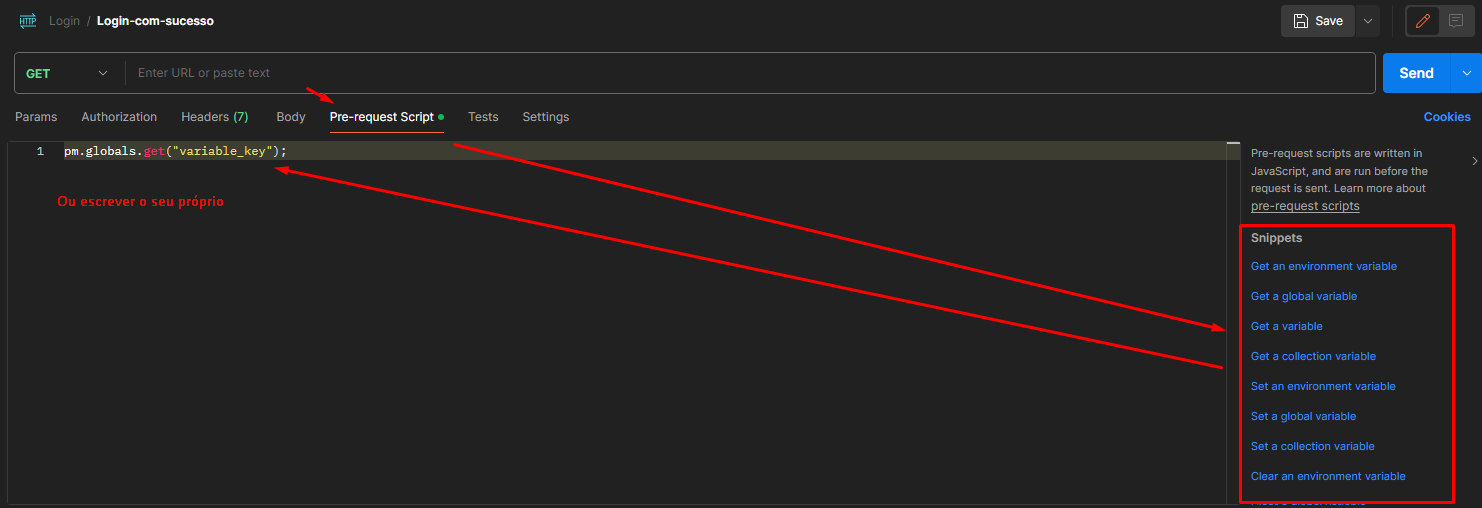 HTTP Login / Login-com-sucesso Save
GET Enter URL or paste text Send
Params Authorization Headers (7) Body Pre-request Script Tests Settings Cookies
1 pm.globals.get("variable_key");
Ou escrever o seu próprio
Pre-request scripts are written in
JavaScript, and are run before the
request is sent. Learn more about
pre-request scripts
Snippets
Get an environment variable
Get a global variable
Get a variable
Get a collection variable
Set an environment variable
Set a global variable
Set a collection variable
Clear an environment variable